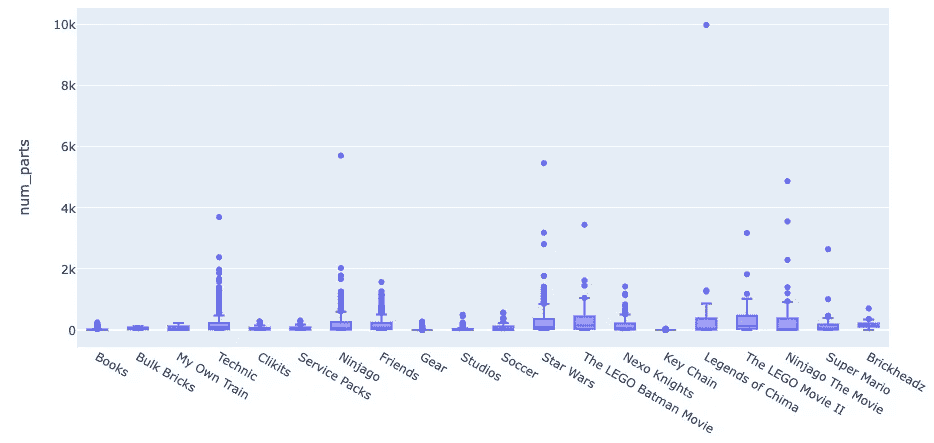 10k
8k
6k
4k
2k
0
num_parts
Books
Bulk Bricks
My Own Train
Technic
Clikits
Service Packs
Ninjago
Friends
Gear
Studios
Soccer
Star Wars
The LEGO Batman Movie
Nexo Knights
Key Chain
Legends of Chima
The LEGO Movie II
Ninjago The Movie
Super Mario
Brickheadz